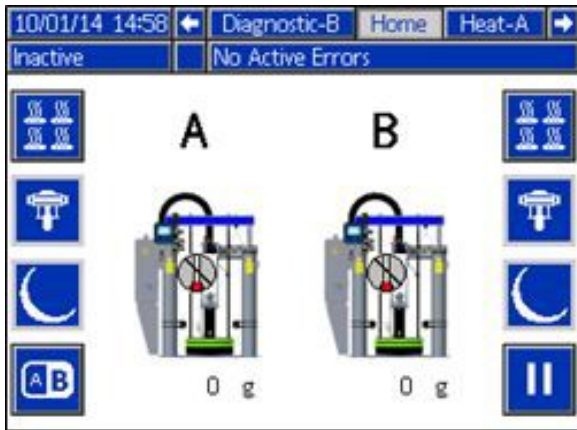 10/01/14 14:58 Diagnostic-B Home Heat-A
Inactive No Active Errors
A B
A B
0 g 0 g